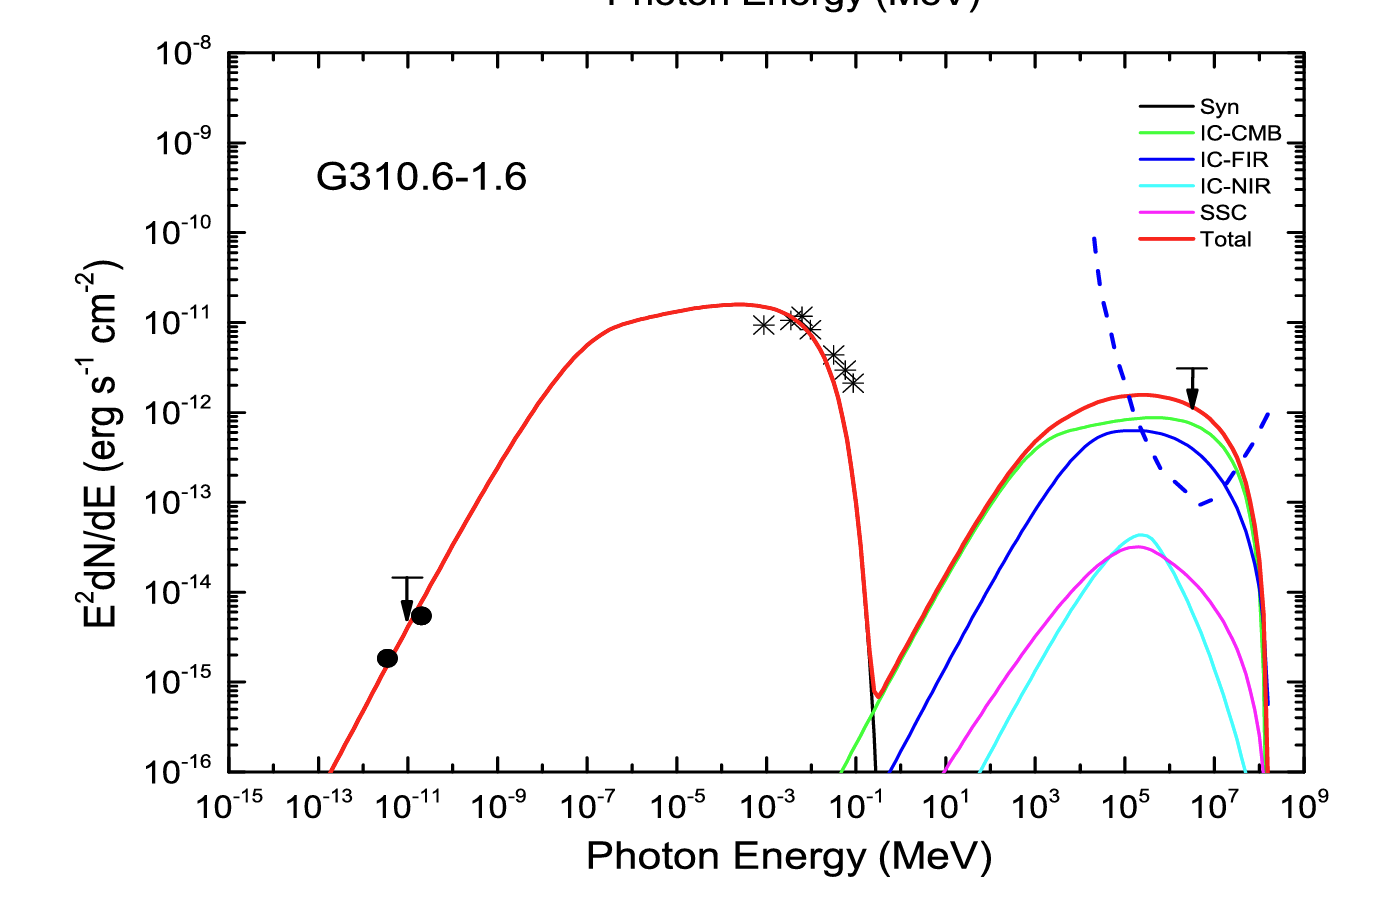 Photon Energy (MeV)
10⁻⁸
10⁻⁹
10⁻¹⁰
10⁻¹¹
10⁻¹²
10⁻¹³
10⁻¹⁴
10⁻¹⁵
10⁻¹⁶
E²dN/dE (erg s⁻¹ cm⁻²)
G310.6-1.6
Syn
IC-CMB
IC-FIR
IC-NIR
SSC
Total
10⁻¹⁵ 10⁻¹³ 10⁻¹¹ 10⁻⁹ 10⁻⁷ 10⁻⁵ 10⁻³ 10⁻¹ 10¹ 10³ 10⁵ 10⁷ 10⁹
Photon Energy (MeV)